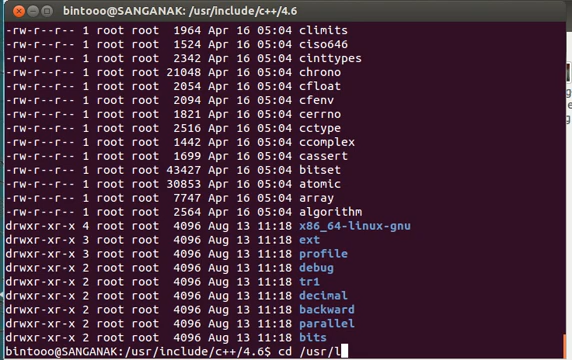 bintooo@SANGANAK: /usr/include/c++/4.6
-rw-r--r-- 1 root root  1964 Apr 16 05:04 climits
-rw-r--r-- 1 root root  1524 Apr 16 05:04 ciso646
-rw-r--r-- 1 root root  2342 Apr 16 05:04 cinttypes
-rw-r--r-- 1 root root 21048 Apr 16 05:04 chrono
-rw-r--r-- 1 root root  2054 Apr 16 05:04 cfloat
-rw-r--r-- 1 root root  2094 Apr 16 05:04 cfenv
-rw-r--r-- 1 root root  1821 Apr 16 05:04 cerrno
-rw-r--r-- 1 root root  2516 Apr 16 05:04 cctype
-rw-r--r-- 1 root root  1442 Apr 16 05:04 ccomplex
-rw-r--r-- 1 root root  1699 Apr 16 05:04 cassert
-rw-r--r-- 1 root root 43427 Apr 16 05:04 bitset
-rw-r--r-- 1 root root 30853 Apr 16 05:04 atomic
-rw-r--r-- 1 root root  7747 Apr 16 05:04 array
-rw-r--r-- 1 root root  2564 Apr 16 05:04 algorithm
drwxr-xr-x 4 root root  4096 Aug 13 11:18 x86_64-linux-gnu
drwxr-xr-x 3 root root  4096 Aug 13 11:18 ext
drwxr-xr-x 3 root root  4096 Aug 13 11:18 profile
drwxr-xr-x 2 root root  4096 Aug 13 11:18 debug
drwxr-xr-x 2 root root  4096 Aug 13 11:18 tr1
drwxr-xr-x 2 root root  4096 Aug 13 11:18 decimal
drwxr-xr-x 2 root root  4096 Aug 13 11:18 backward
drwxr-xr-x 2 root root  4096 Aug 13 11:18 parallel
drwxr-xr-x 2 root root  4096 Aug 13 11:18 bits
bintooo@SANGANAK:/usr/include/c++/4.6$ cd /usr/l